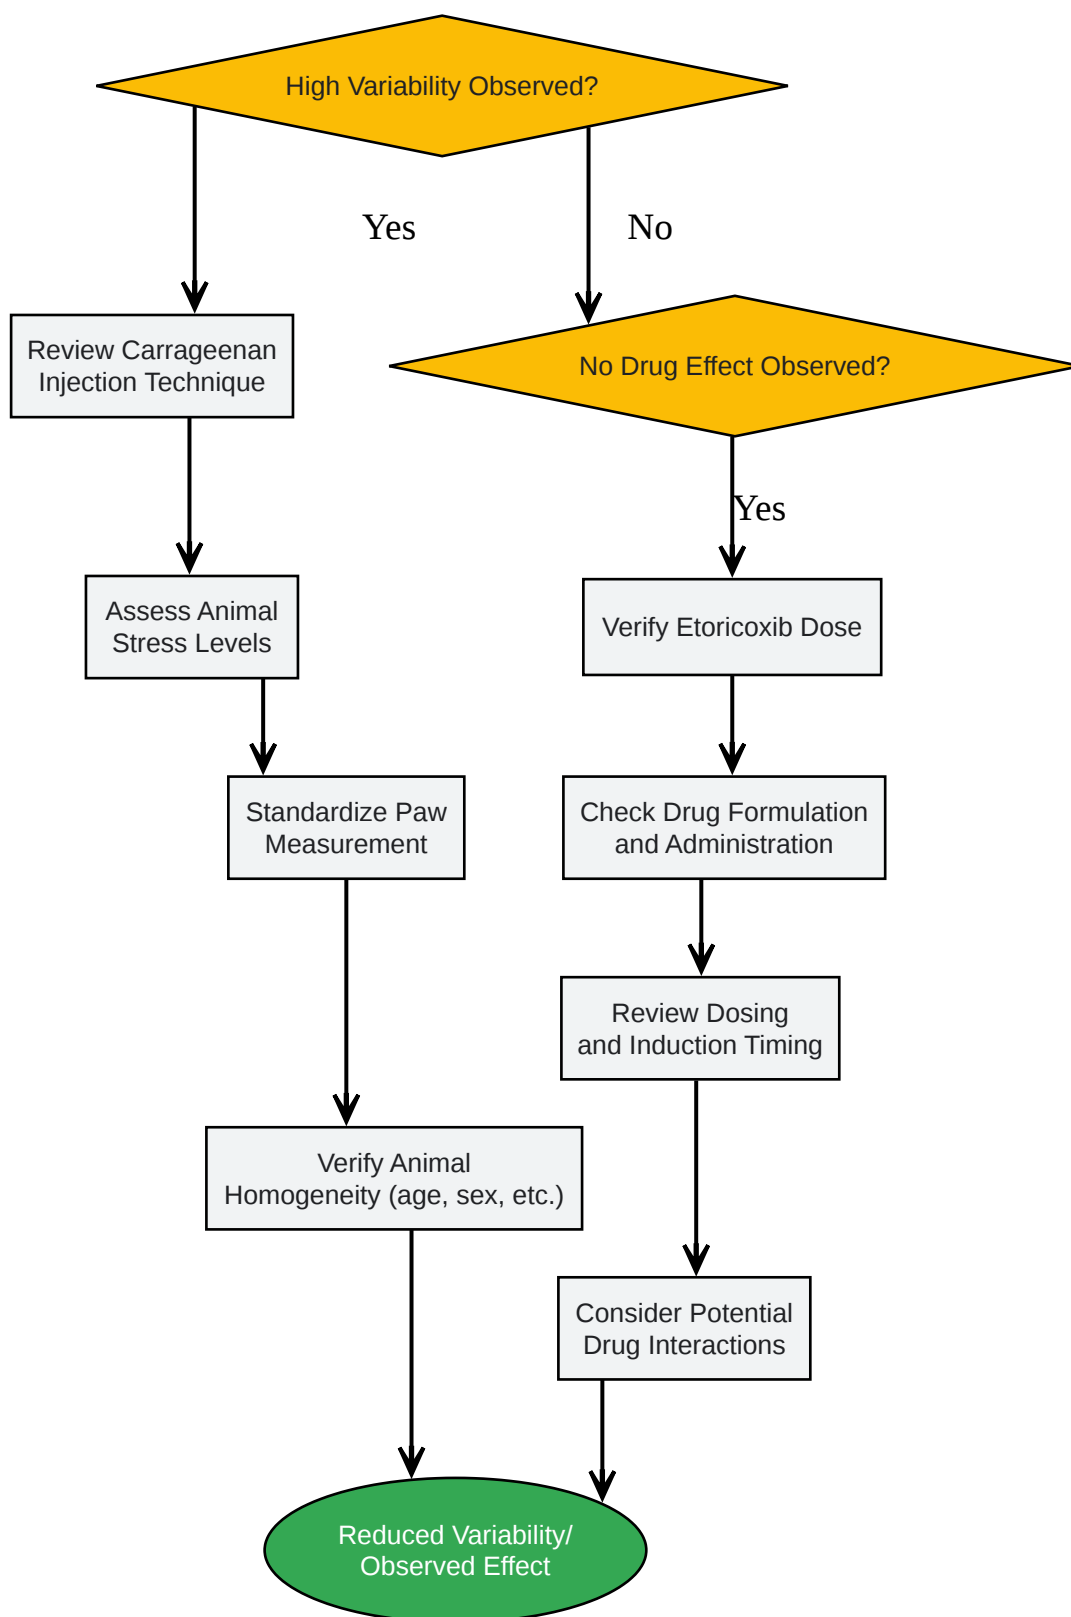 High Variability Observed?
Yes
No
Review Carrageenan
Injection Technique
No Drug Effect Observed?
Yes
Assess Animal
Stress Levels
Verify Etoricoxib Dose
Standardize Paw
Measurement
Check Drug Formulation
and Administration
Review Dosing
and Induction Timing
Verify Animal
Homogeneity (age, sex, etc.)
Consider Potential
Drug Interactions
Reduced Variability/
Observed Effect